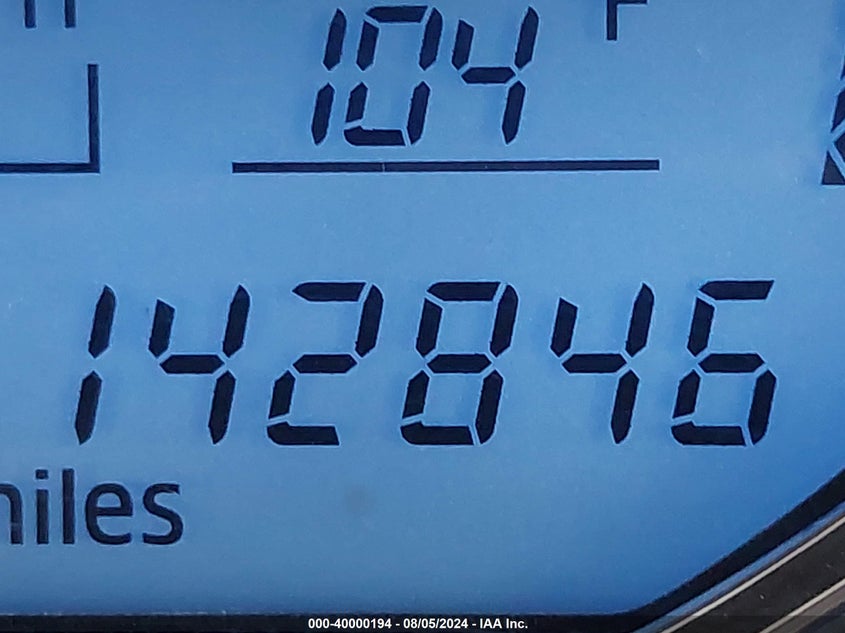 104 F
142846
miles
000-40000194 - 08/05/2024 - IAA Inc.